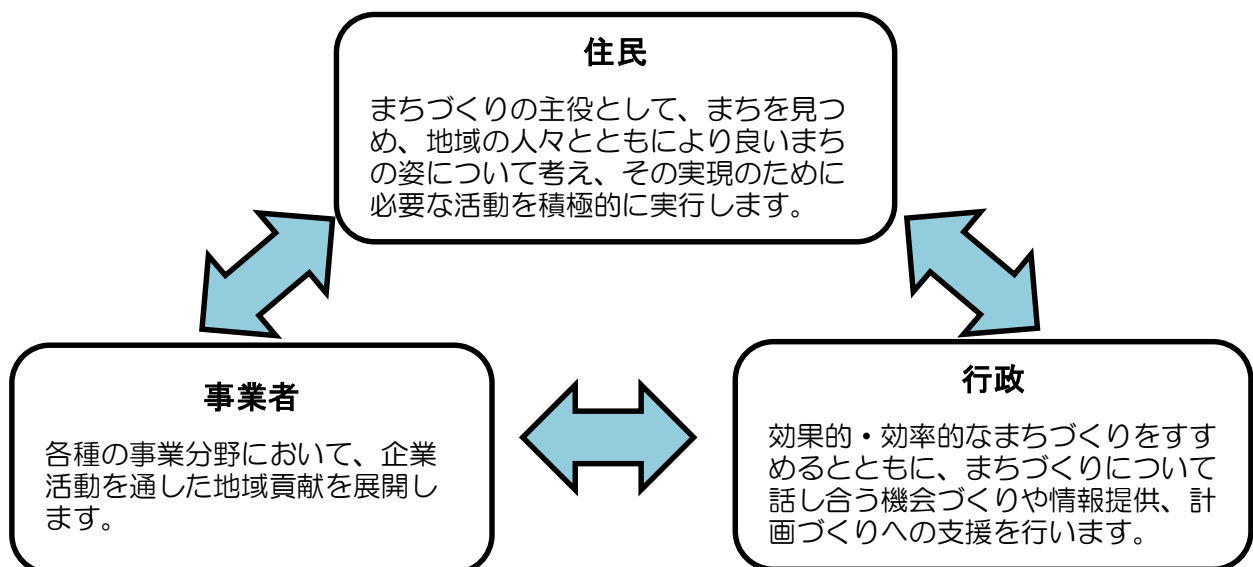 住民
まちづくりの主役として、まちを見つ
め、地域の人々とともにより良いまち
の姿について考え、その実現のために
必要な活動を積極的に実行します。
事業者
各種の事業分野において、企業
活動を通した地域貢献を展開し
ます。
行政
効果的・効率的なまちづくりをすす
めるとともに、まちづくりについて
話し合う機会づくりや情報提供、計
画づくりへの支援を行います。